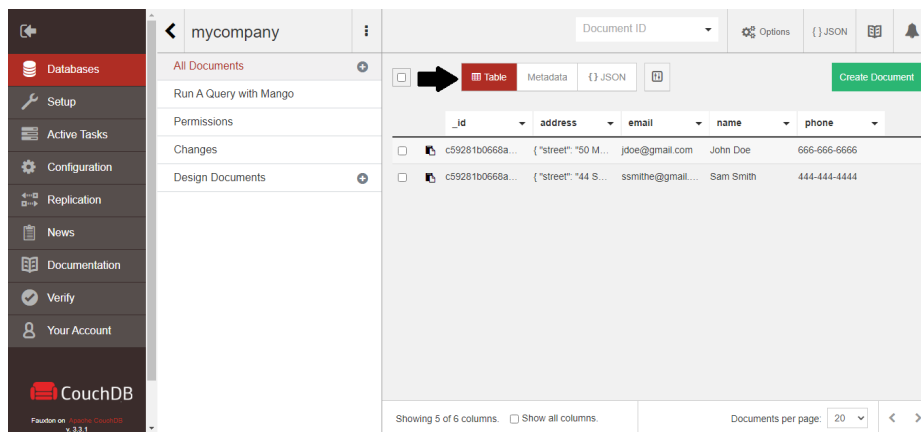 mycompany
Document ID
Options
{ } JSON
Databases
Setup
Active Tasks
Configuration
Replication
News
Documentation
Verify
Your Account
CouchDB
Fauxton on Apache CouchDB
v. 3.3.1
All Documents
Run A Query with Mango
Permissions
Changes
Design Documents
Table
Metadata
{ } JSON
Create Document
_id address email name phone
c59281b0668a... { "street": "50 M... jdoe@gmail.com John Doe 666-666-6666
c59281b0668a... { "street": "44 S... ssmithe@gmail.... Sam Smith 444-444-4444
Showing 5 of 6 columns. Show all columns.
Documents per page: 20